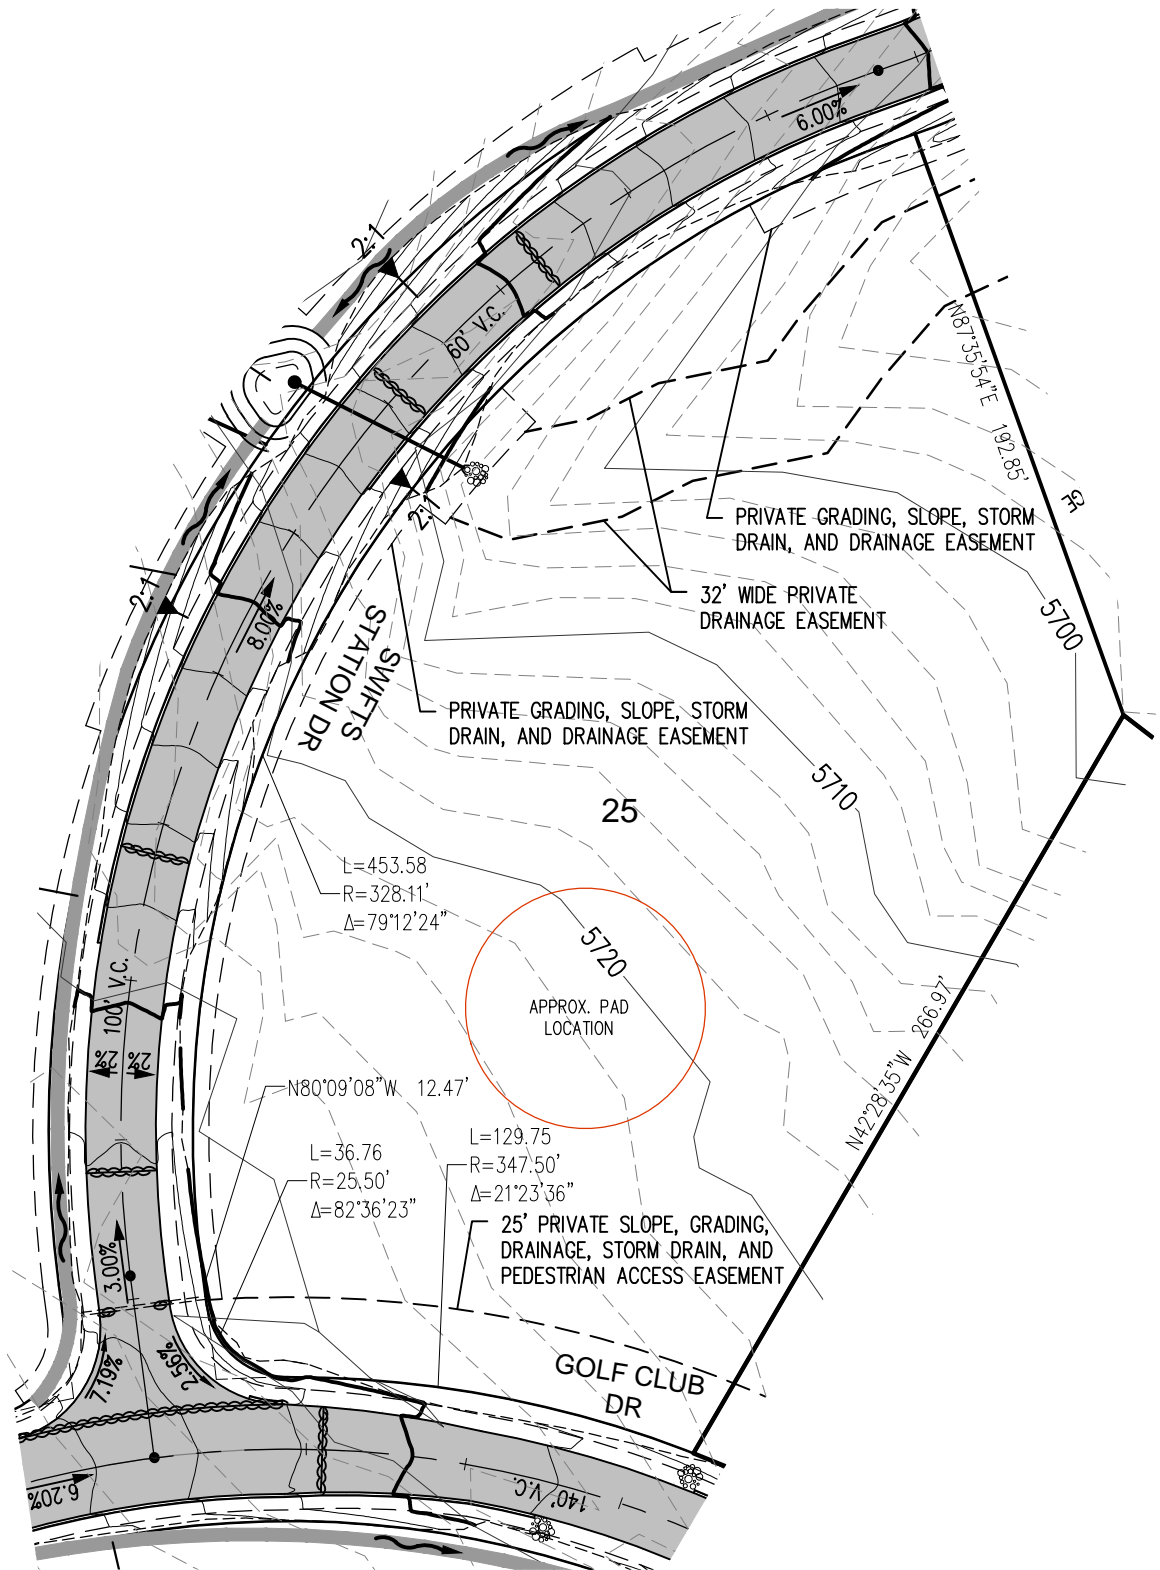 6.00%
2:1
60' V.C.
N87°35'54"E 192.85'
GF
2:1
PRIVATE GRADING, SLOPE, STORM
DRAIN, AND DRAINAGE EASEMENT
32' WIDE PRIVATE
DRAINAGE EASEMENT
5700
2:1
8.00%
SWIFTS
STATION DR
PRIVATE GRADING, SLOPE, STORM
DRAIN, AND DRAINAGE EASEMENT
5710
25
L=453.58
R=328.11'
Δ=79°12'24"
5720
APPROX. PAD
LOCATION
100' V.C.
2%
2%
N42°28'35"W 266.97'
N80°09'08"W 12.47'
L=36.76
R=25.50'
Δ=82°36'23"
L=129.75
R=347.50'
Δ=21°23'36"
25' PRIVATE SLOPE, GRADING,
DRAINAGE, STORM DRAIN, AND
PEDESTRIAN ACCESS EASEMENT
3.00%
7.19%
2.56%
GOLF CLUB
DR
6.20%
140' V.C.